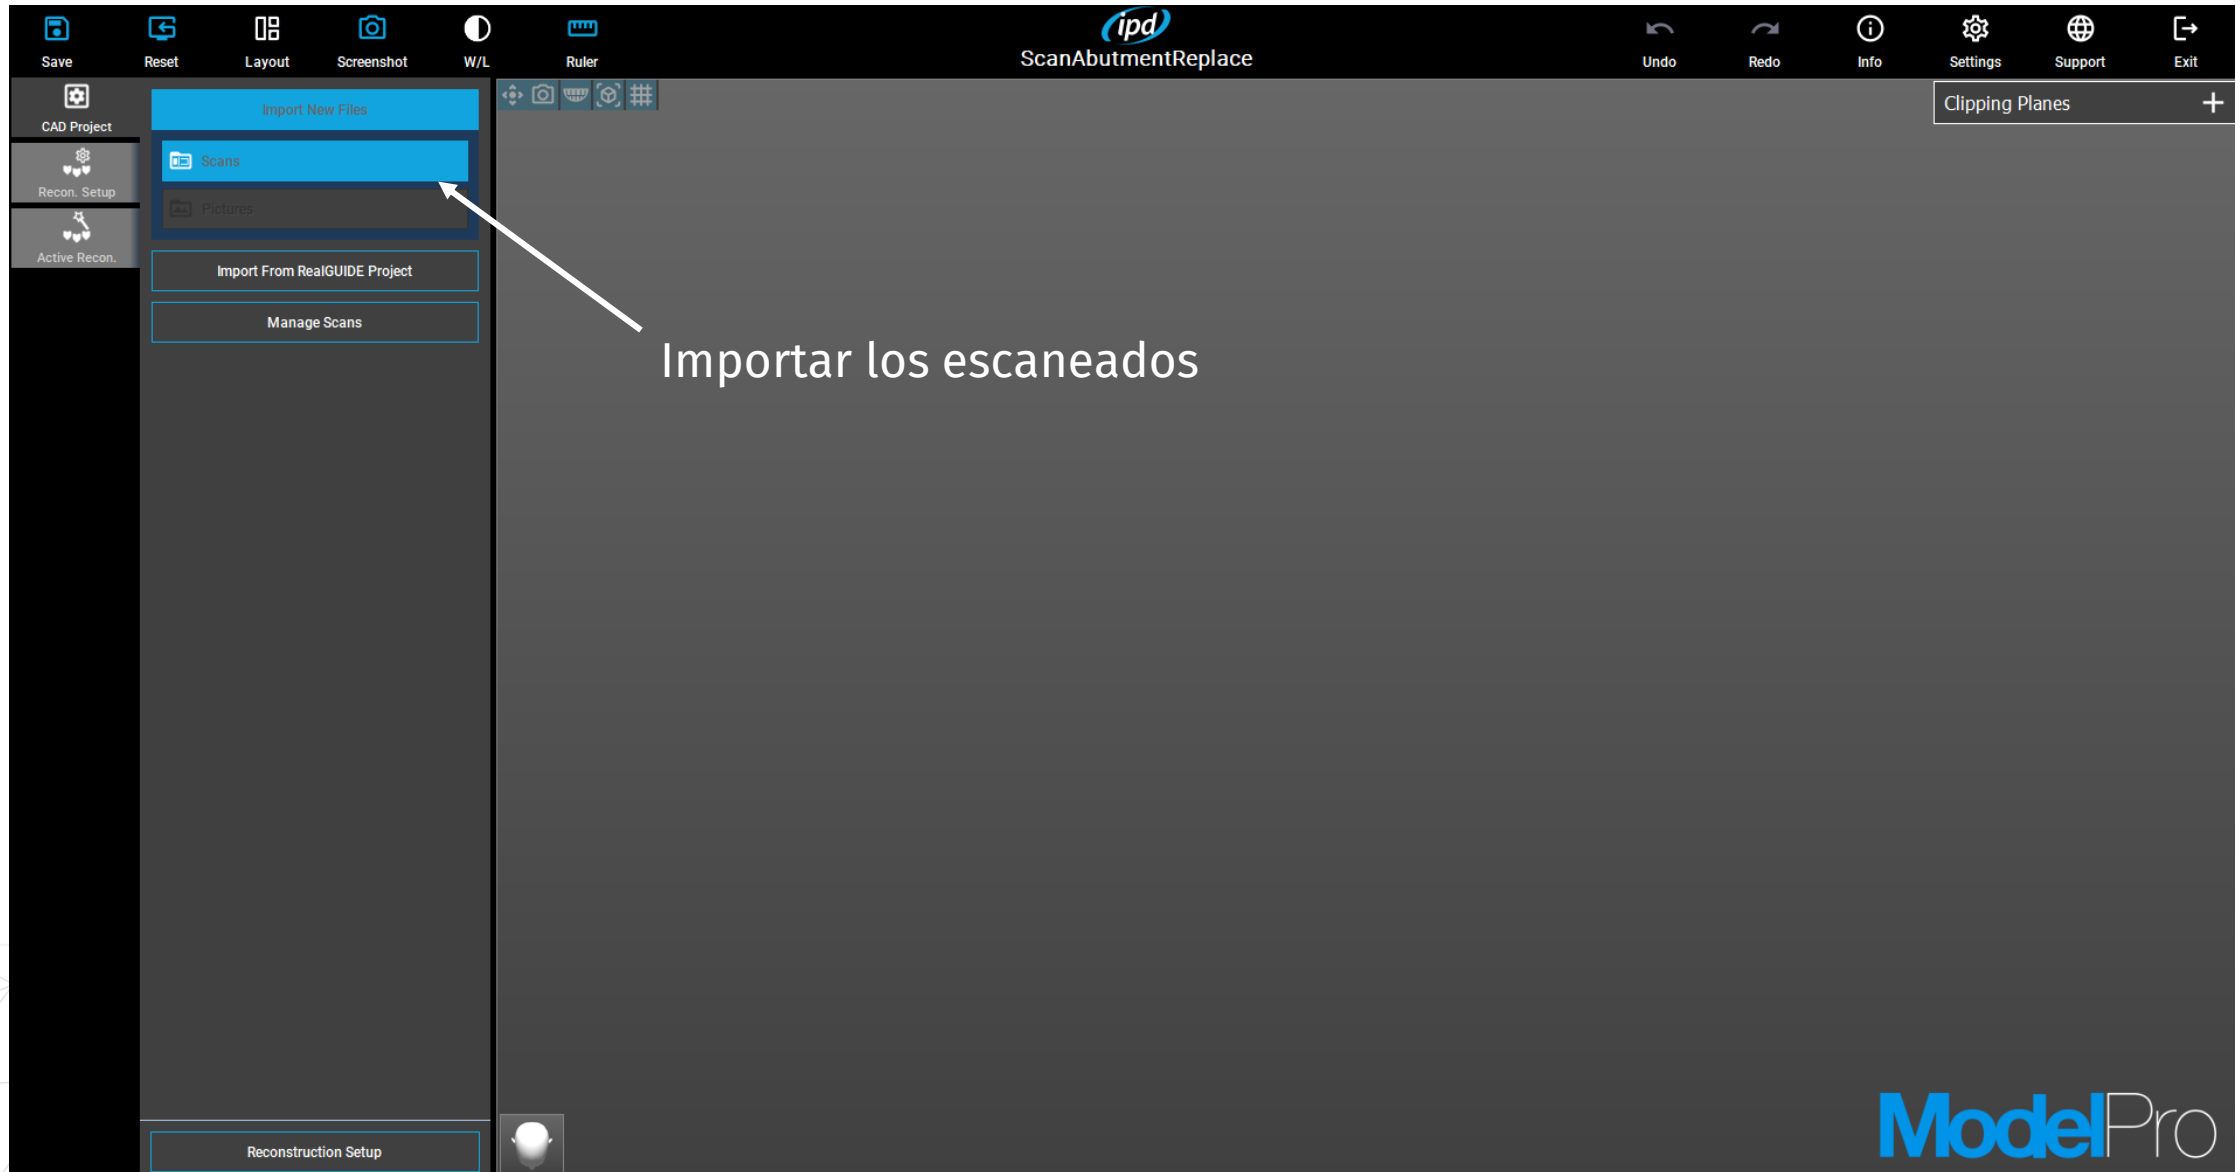 Save
Reset
Layout
Screenshot
W/L
Ruler
ipd
ScanAbutmentReplace
Undo
Redo
Info
Settings
Support
Exit
CAD Project
Recon. Setup
Active Recon.
Import New Files
Scans
Pictures
Import From RealGUIDE Project
Manage Scans
Clipping Planes
Importar los escaneados
Reconstruction Setup
ModelPro